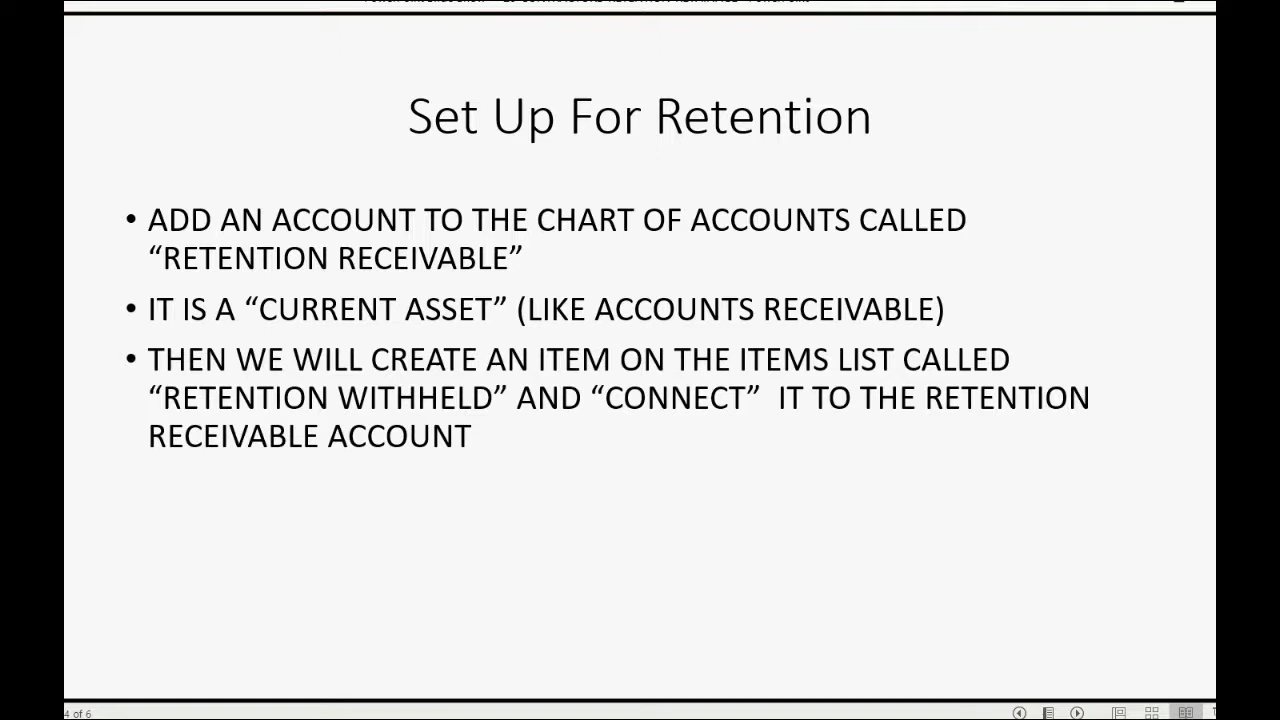 Set Up For Retention
• ADD AN ACCOUNT TO THE CHART OF ACCOUNTS CALLED
“RETENTION RECEIVABLE”
• IT IS A “CURRENT ASSET” (LIKE ACCOUNTS RECEIVABLE)
• THEN WE WILL CREATE AN ITEM ON THE ITEMS LIST CALLED
“RETENTION WITHHELD” AND “CONNECT”  IT TO THE RETENTION
RECEIVABLE ACCOUNT
4 of 6